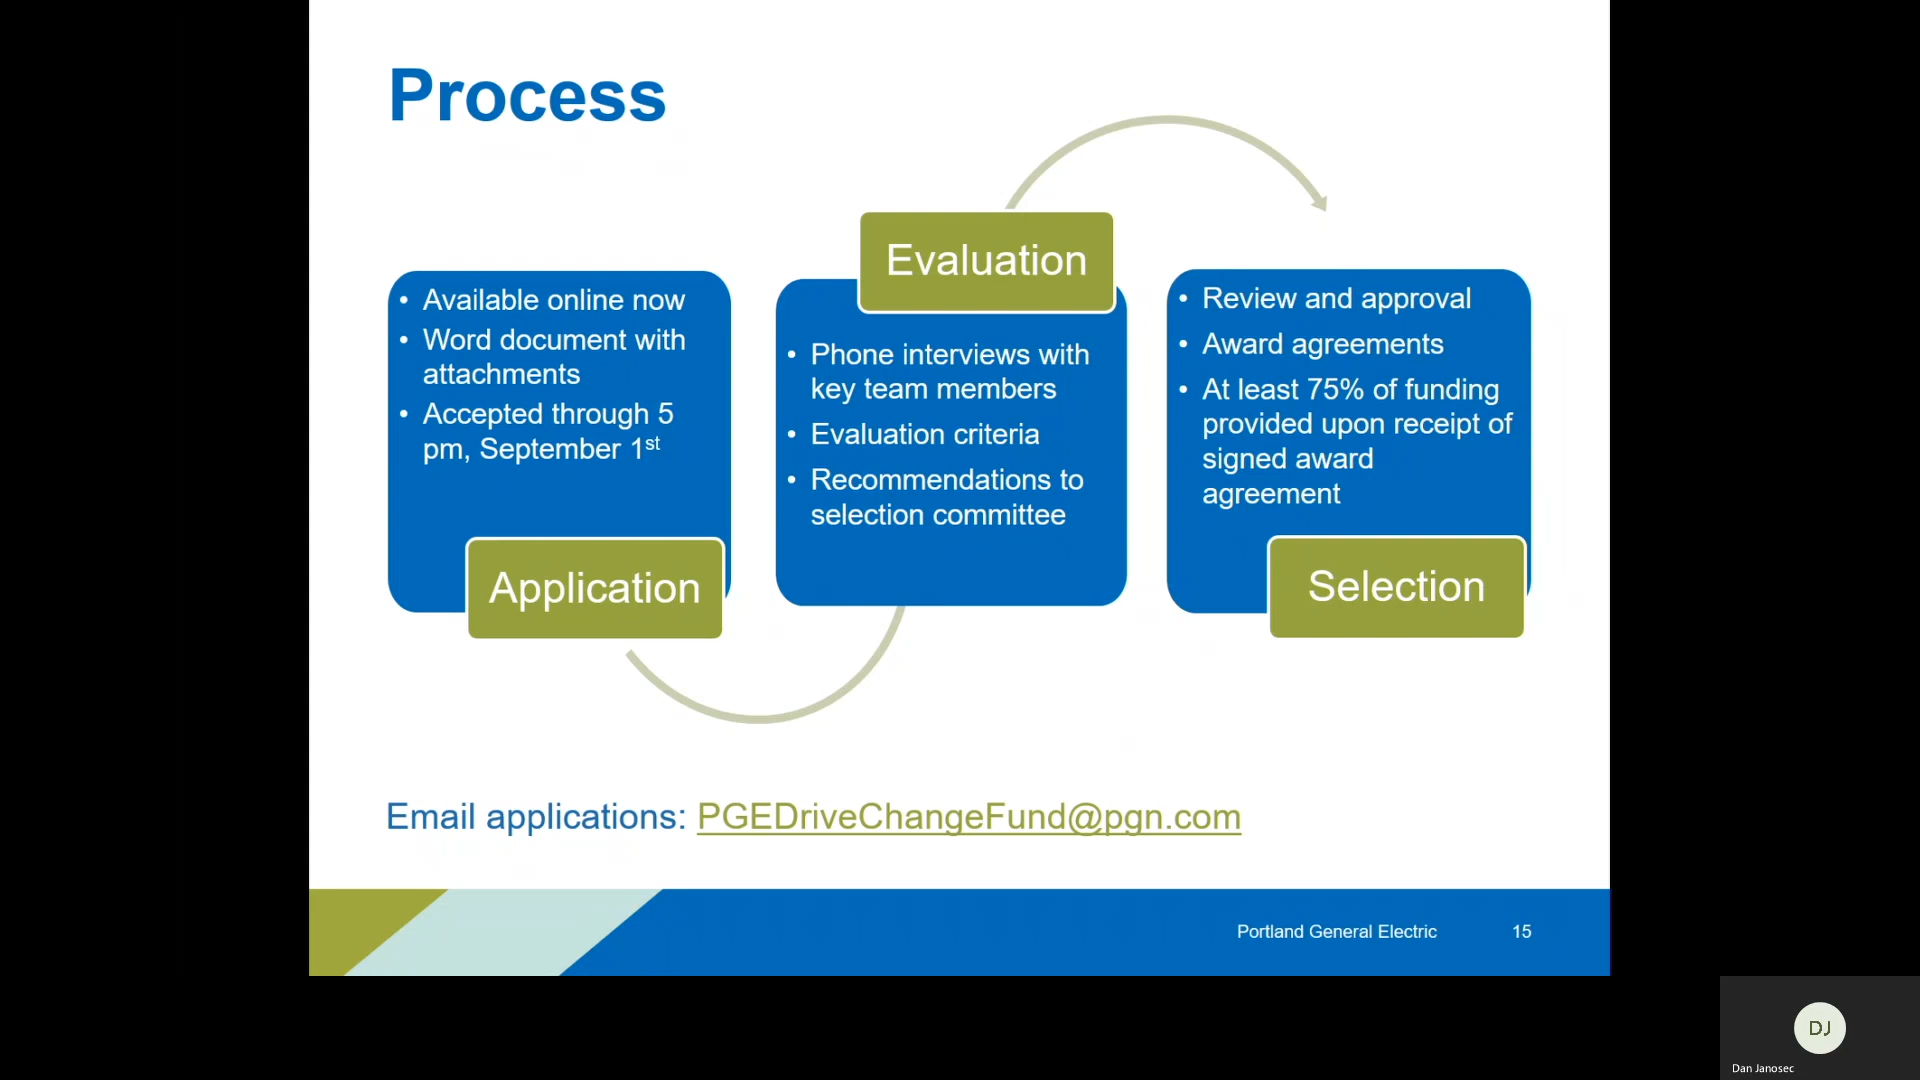 Process
Available online now
Word document with
attachments
Accepted through 5
pm, September 1st
Application
Evaluation
Phone interviews with
key team members
Evaluation criteria
Recommendations to
selection committee
Review and approval
Award agreements
At least 75% of funding
provided upon receipt of
signed award
agreement
Selection
Email applications: PGEDriveChangeFund@pgn.com
Portland General Electric 15
DJ
Dan Janosec